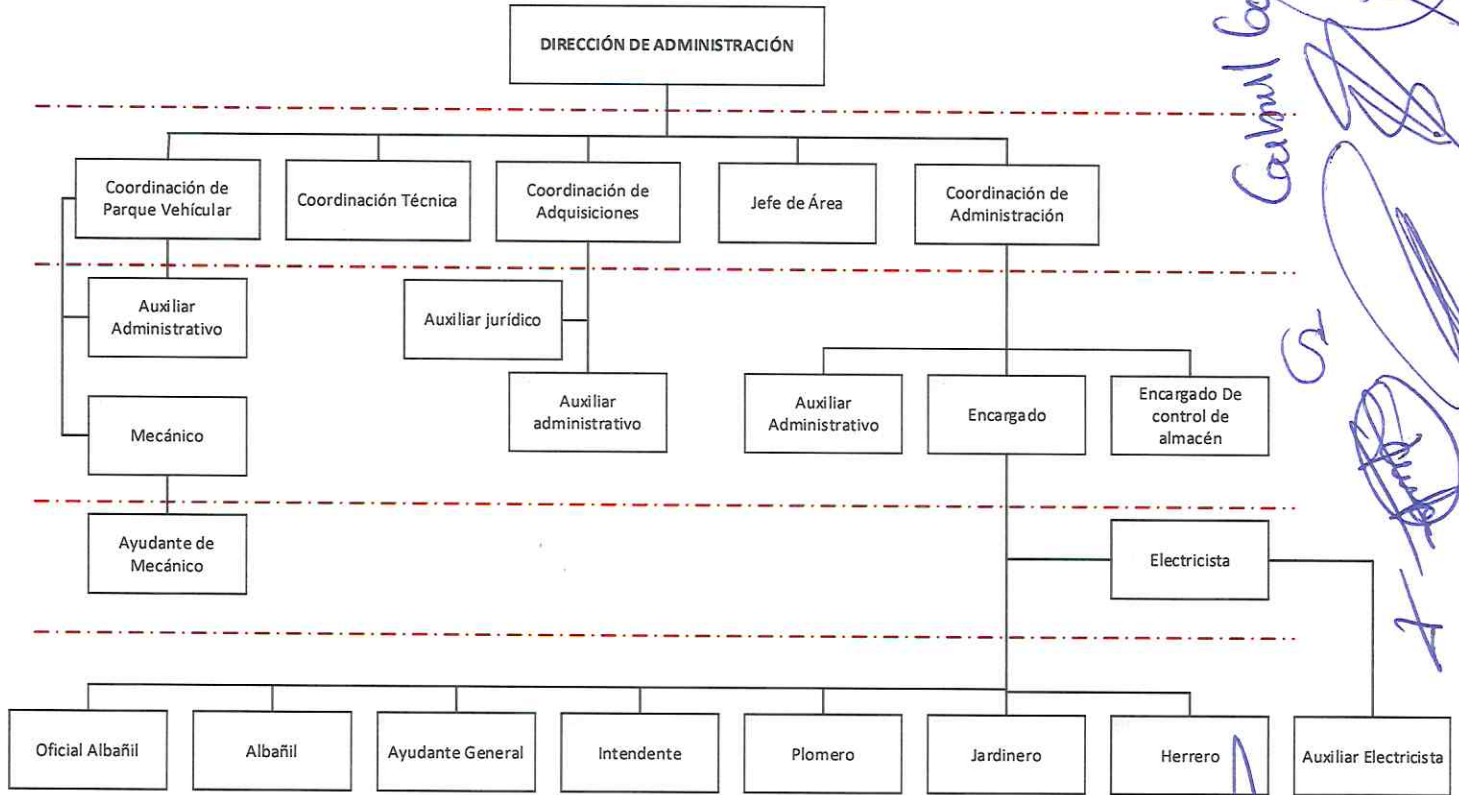 DIRECCIÓN DE ADMINISTRACIÓN
Coordinación de
Parque Vehícular
Coordinación Técnica
Coordinación de
Adquisiciones
Jefe de Área
Coordinación de
Administración
Auxiliar
Administrativo
Auxiliar jurídico
Auxiliar
administrativo
Auxiliar
Administrativo
Encargado
Encargado De
control de
almacén
Mecánico
Ayudante de
Mecánico
Electricista
Oficial Albañil
Albañil
Ayudante General
Intendente
Plomero
Jardinero
Herrero
Auxiliar Electricista